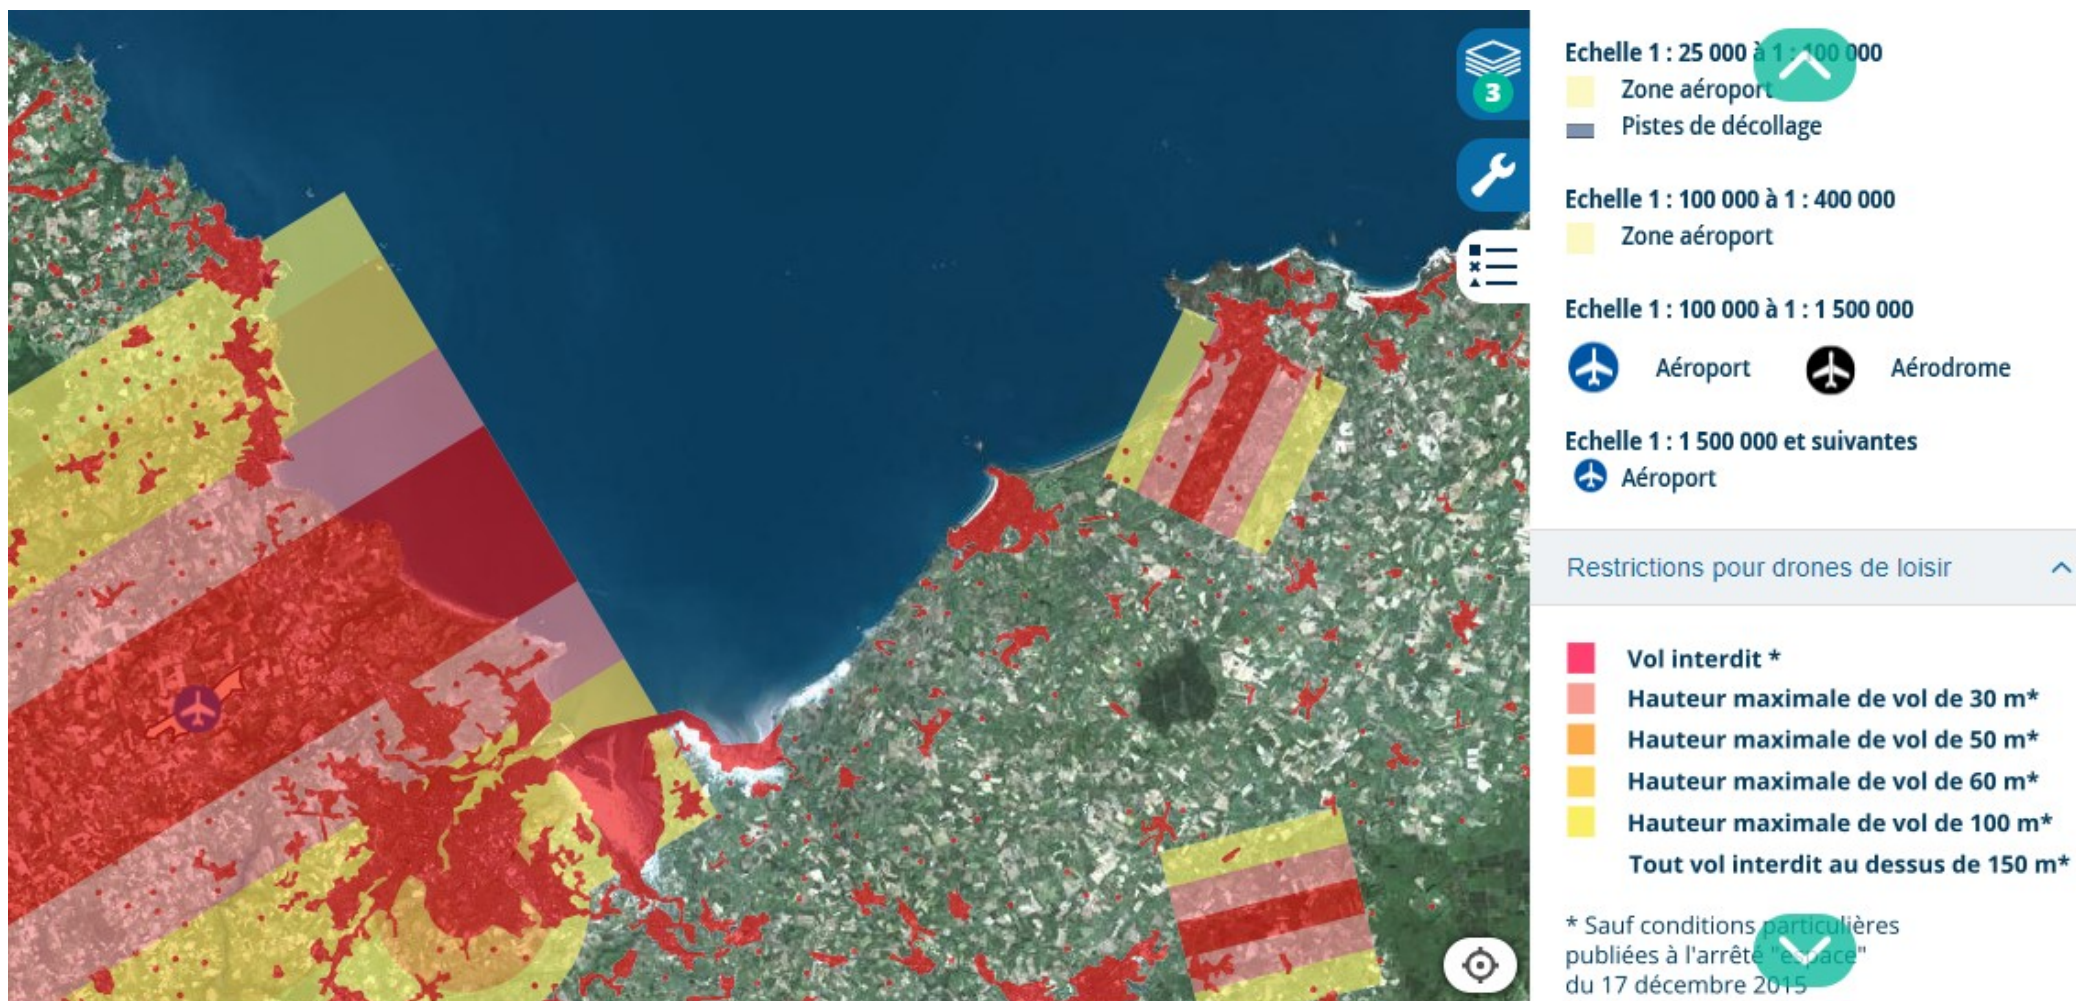 3
Echelle 1 : 25 000 à 1 : 100 000
Zone aéroport
Pistes de décollage
Echelle 1 : 100 000 à 1 : 400 000
Zone aéroport
Echelle 1 : 100 000 à 1 : 1 500 000
Aéroport Aérodrome
Echelle 1 : 1 500 000 et suivantes
Aéroport
Restrictions pour drones de loisir
Vol interdit *
Hauteur maximale de vol de 30 m*
Hauteur maximale de vol de 50 m*
Hauteur maximale de vol de 60 m*
Hauteur maximale de vol de 100 m*
Tout vol interdit au dessus de 150 m*
* Sauf conditions particulières
publiées à l'arrêté "espace"
du 17 décembre 2015